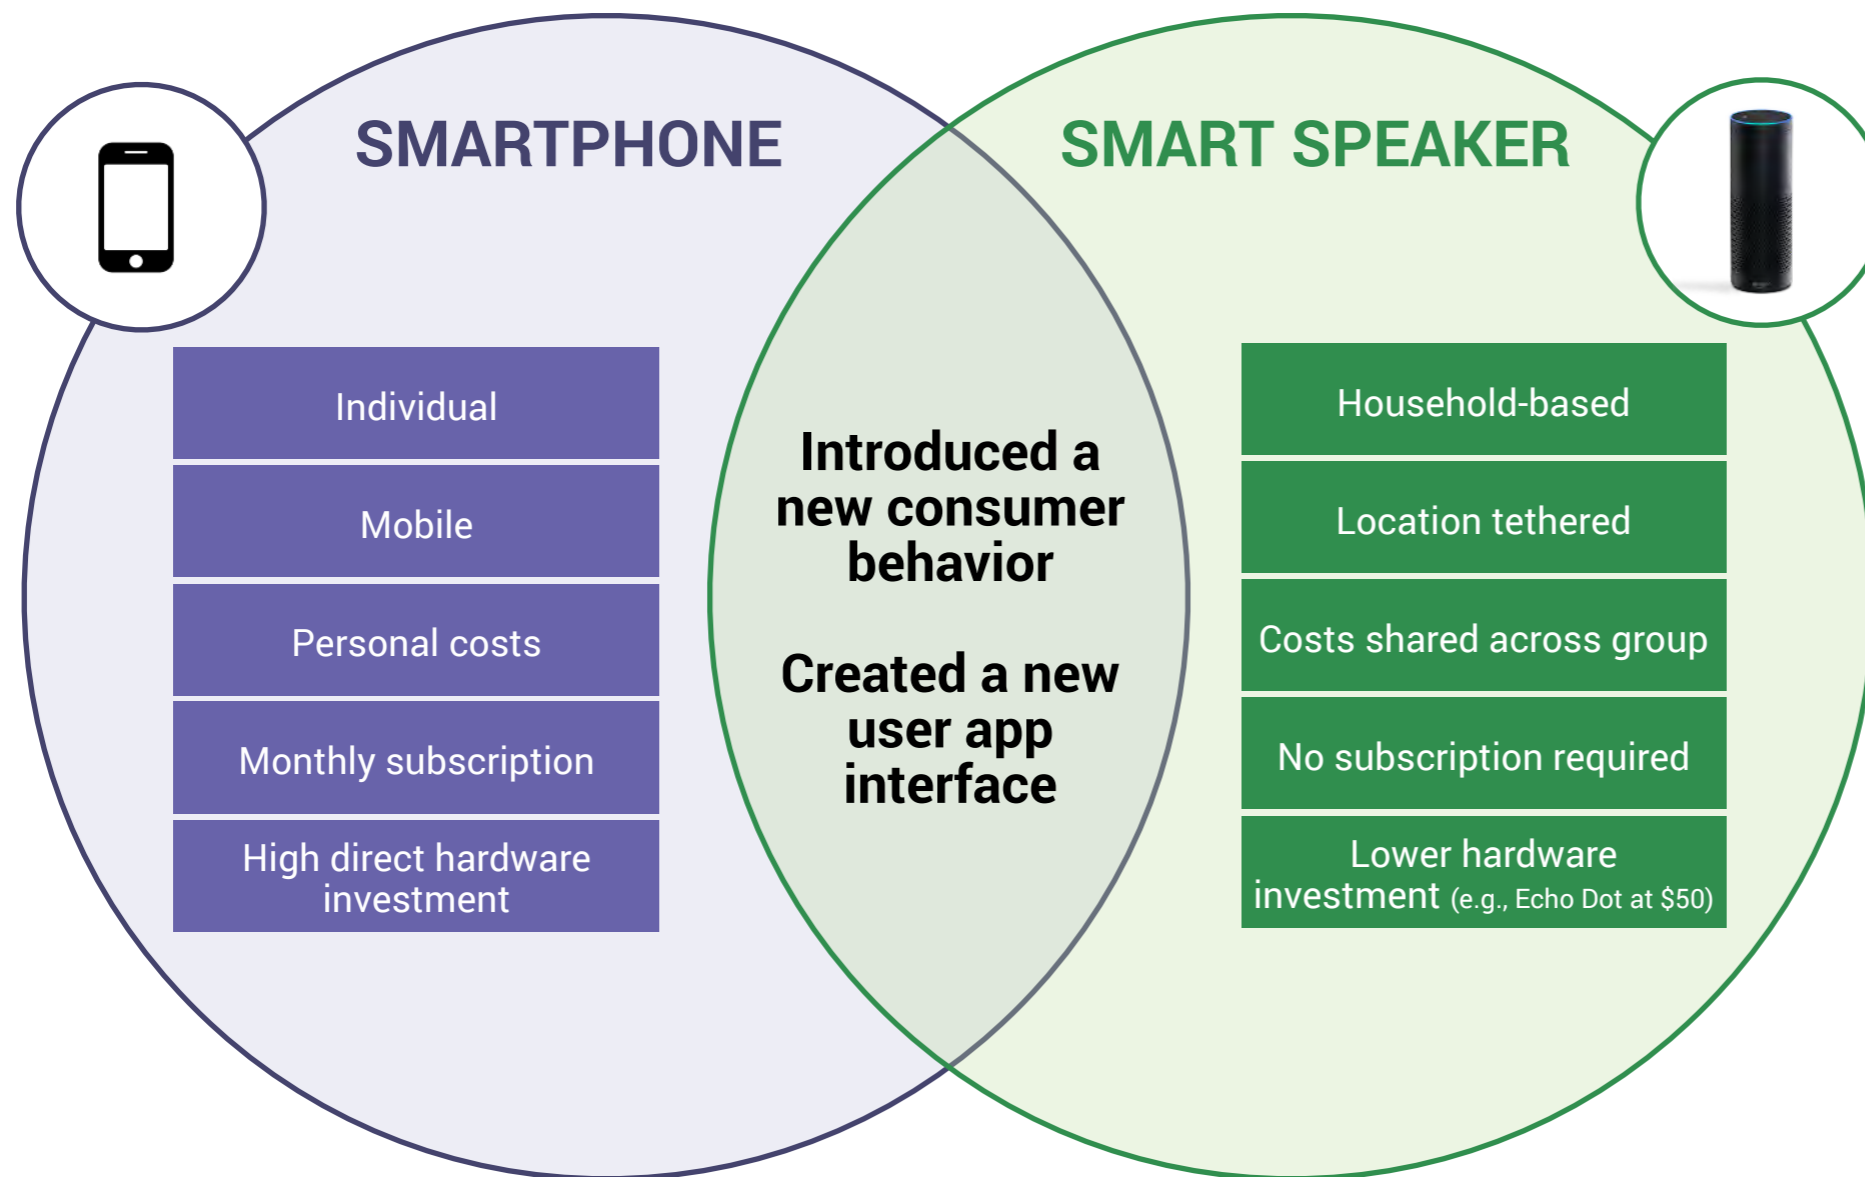 SMARTPHONE
Individual
Mobile
Personal costs
Monthly subscription
High direct hardware
investment
Introduced a
new consumer
behavior
Created a new
user app
interface
SMART SPEAKER
Household-based
Location tethered
Costs shared across group
No subscription required
Lower hardware
investment (e.g., Echo Dot at $50)